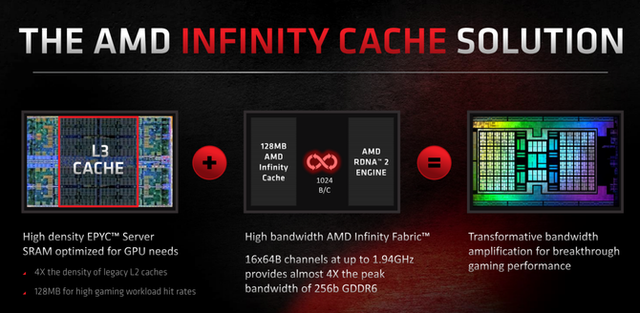 THE AMD INFINITY CACHE SOLUTION
L3
CACHE
+
128MB
AMD
Infinity
Cache
1024
B/C
AMD
RDNA™ 2
ENGINE
=
High density EPYC™ Server
SRAM optimized for GPU needs
4X the density of legacy L2 caches
128MB for high gaming workload hit rates
High bandwidth AMD Infinity Fabric™
16x64B channels at up to 1.94GHz
provides almost 4X the peak
bandwidth of 256b GDDR6
Transformative bandwidth
amplification for breakthrough
gaming performance